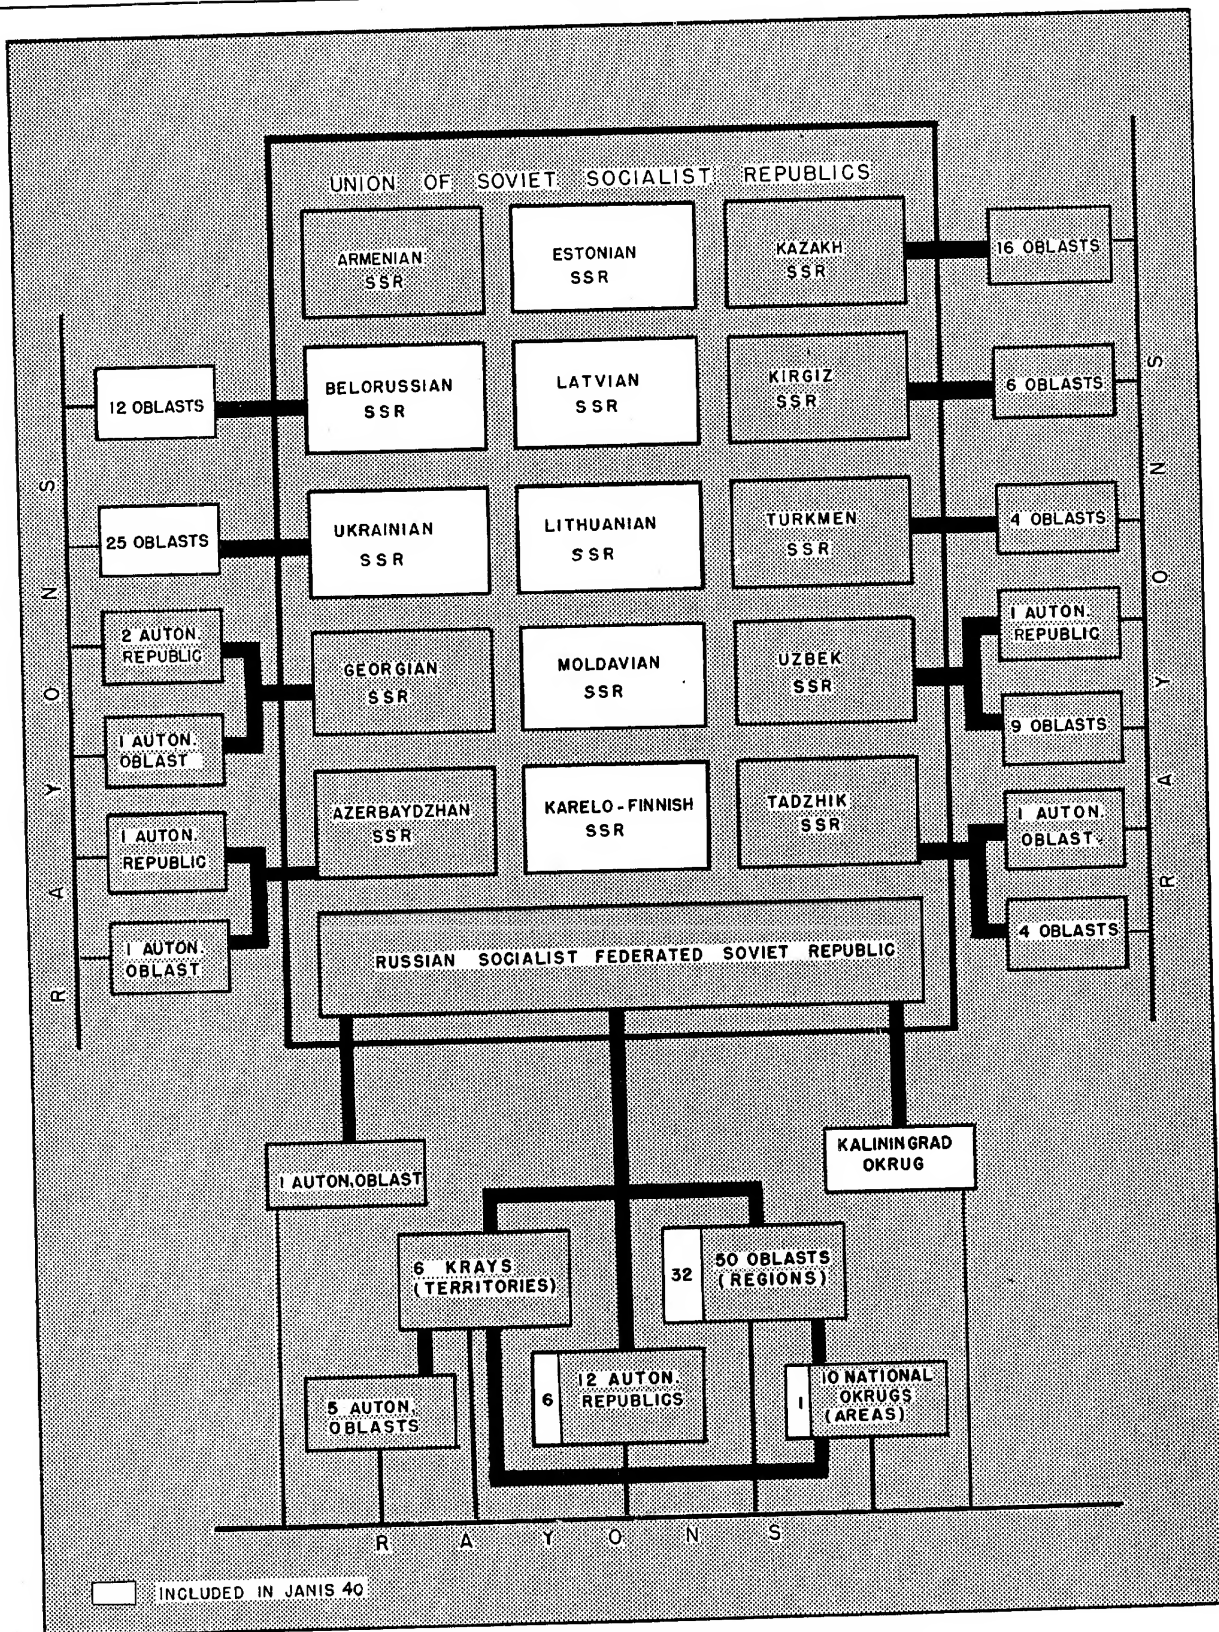 UNION OF SOVIET SOCIALIST REPUBLICS
ARMENIAN
SSR
ESTONIAN
SSR
KAZAKH
SSR
16 OBLASTS
12 OBLASTS
BELORUSSIAN
SSR
LATVIAN
SSR
KIRGIZ
SSR
6 OBLASTS
25 OBLASTS
UKRAINIAN
SSR
LITHUANIAN
SSR
TURKMEN
SSR
4 OBLASTS
2 AUTON.
REPUBLIC
1 AUTON.
OBLAST
GEORGIAN
SSR
MOLDAVIAN
SSR
UZBEK
SSR
1 AUTON.
REPUBLIC
9 OBLASTS
1 AUTON.
REPUBLIC
1 AUTON.
OBLAST
AZERBAYDZHAN
SSR
KARELO-FINNISH
SSR
TADZHIK
SSR
1 AUTON.
OBLAST
4 OBLASTS
RAYONS
RAYONS
RUSSIAN SOCIALIST FEDERATED SOVIET REPUBLIC
1 AUTON. OBLAST
KALININGRAD
OKRUG
6 KRAYS
(TERRITORIES)
32
50 OBLASTS
(REGIONS)
5 AUTON.
OBLASTS
6
12 AUTON.
REPUBLICS
1
10 NATIONAL
OKRUGS
(AREAS)
RAYONS
INCLUDED IN JANIS 40